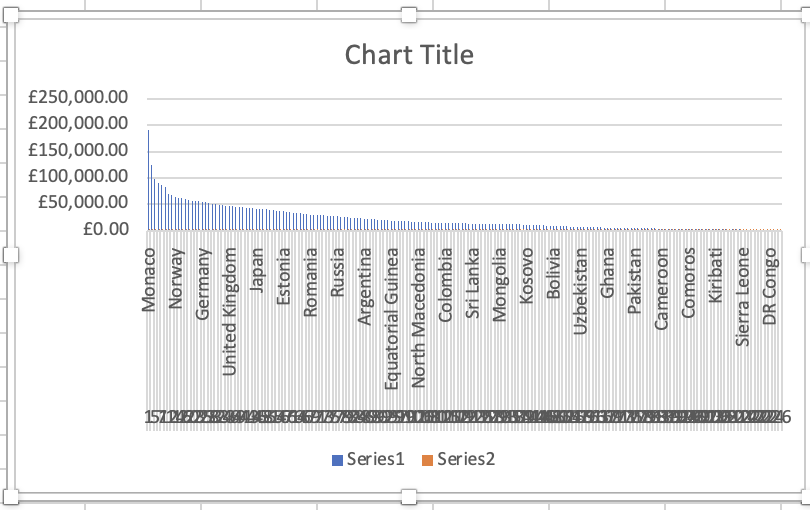 Chart Title
£250,000.00
£200,000.00
£150,000.00
£100,000.00
£50,000.00
£0.00
Monaco
Norway
Germany
United Kingdom
Japan
Estonia
Romania
Russia
Argentina
Equatorial Guinea
North Macedonia
Colombia
Sri Lanka
Mongolia
Kosovo
Bolivia
Uzbekistan
Ghana
Pakistan
Cameroon
Comoros
Kiribati
Sierra Leone
DR Congo
Series1 Series2